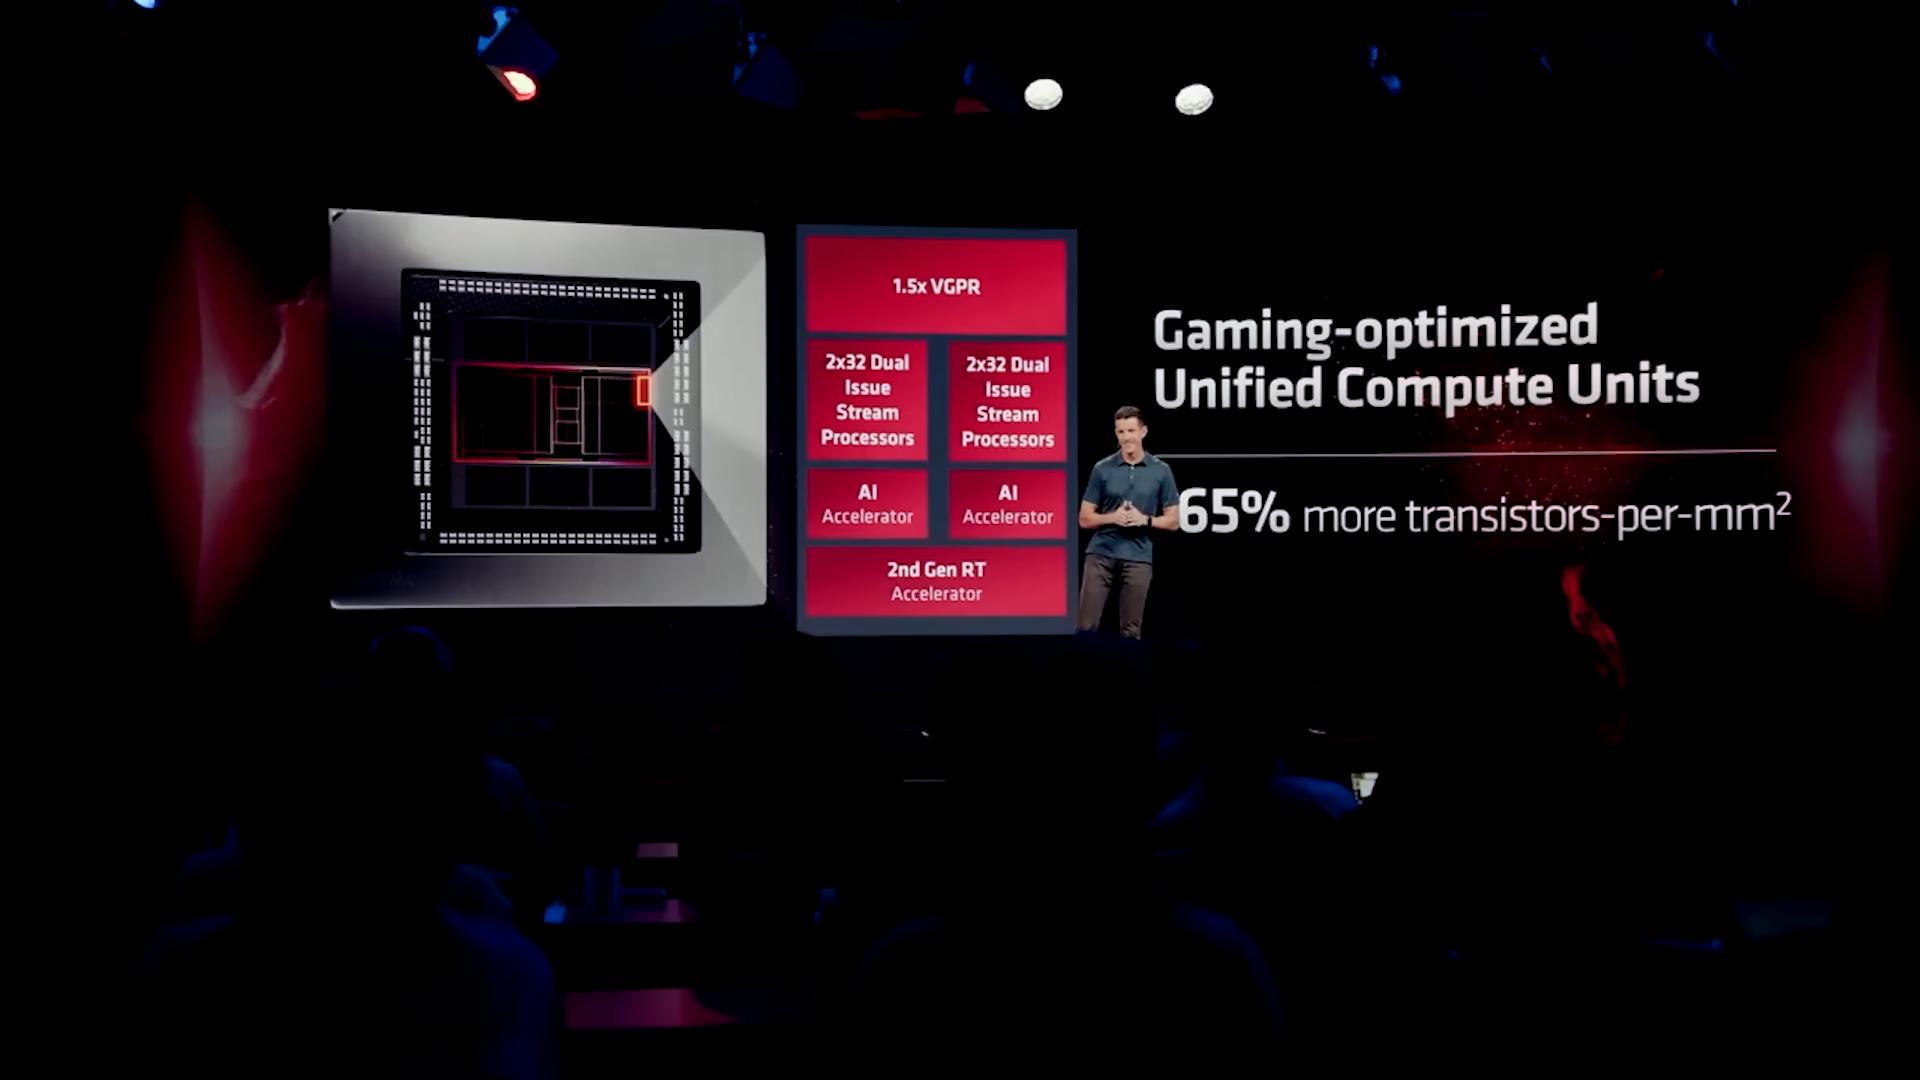 1.5x VGPR
2x32 Dual
Issue
Stream
Processors
2x32 Dual
Issue
Stream
Processors
AI
Accelerator
AI
Accelerator
2nd Gen RT
Accelerator
Gaming-optimized
Unified Compute Units
65% more transistors-per-mm²